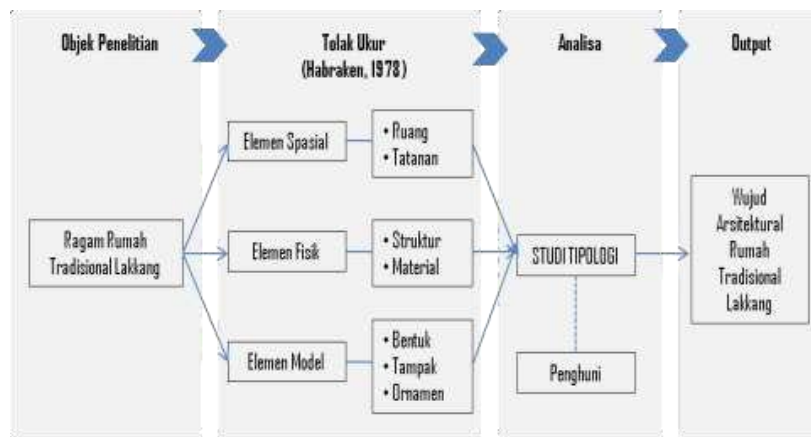 Objek Penelitian
Tolak Ukur
(Habraken, 1978)
Analisa
Output
Ragam Rumah
Tradisional Lakkang
Elemen Spasial
• Ruang
• Tatanan
Elemen Fisik
• Struktur
• Material
Elemen Model
• Bentuk
• Tampak
• Ornamen
STUDI TIPOLOGI
Penghuni
Wujud
Arsitektural
Rumah
Tradisional
Lakkang